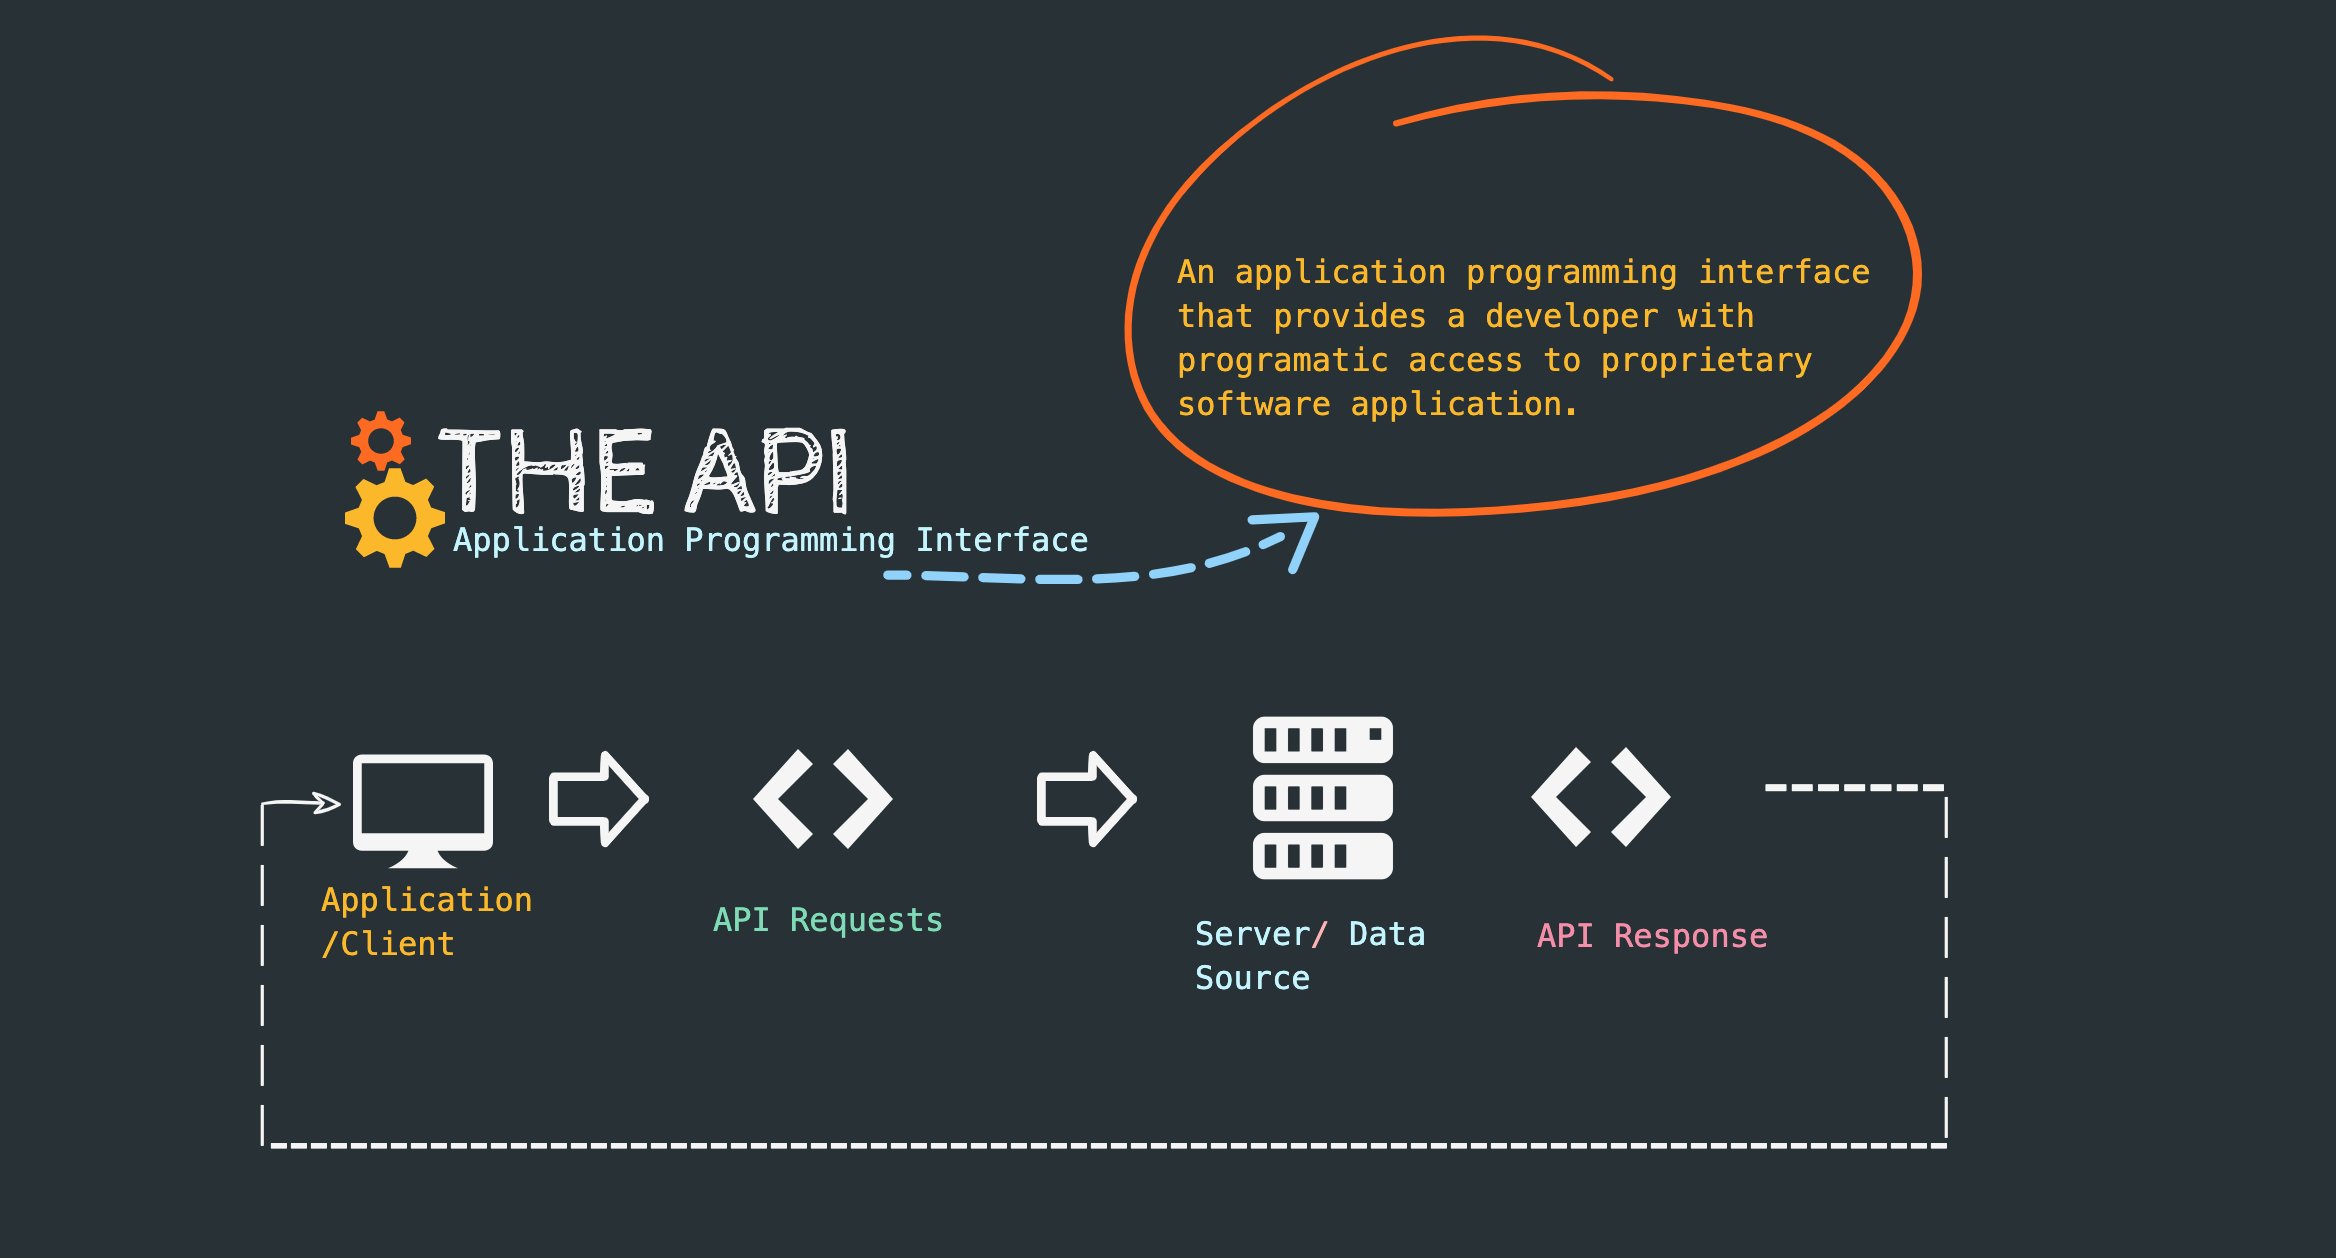 An application programming interface
that provides a developer with
programatic access to proprietary
software application.
THE API
Application Programming Interface
Application
/Client
API Requests
Server/ Data
Source
API Response